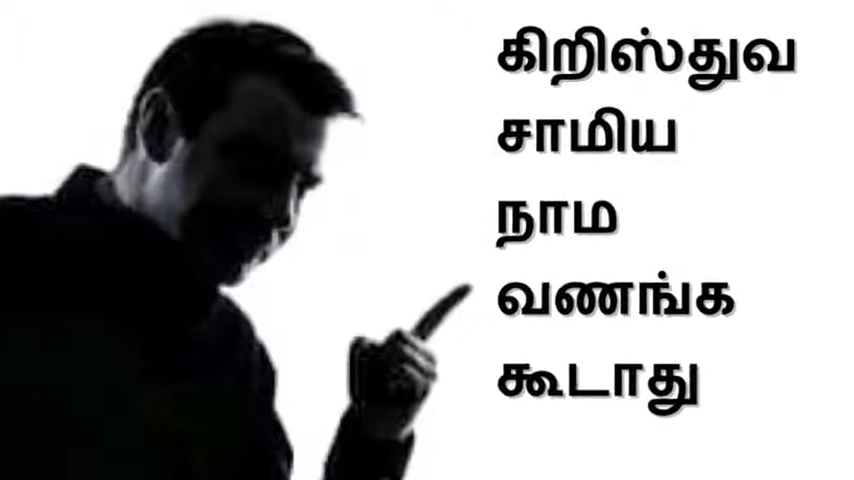 கிறிஸ்துவ
சாமிய
நாம
வணங்க
கூடாது